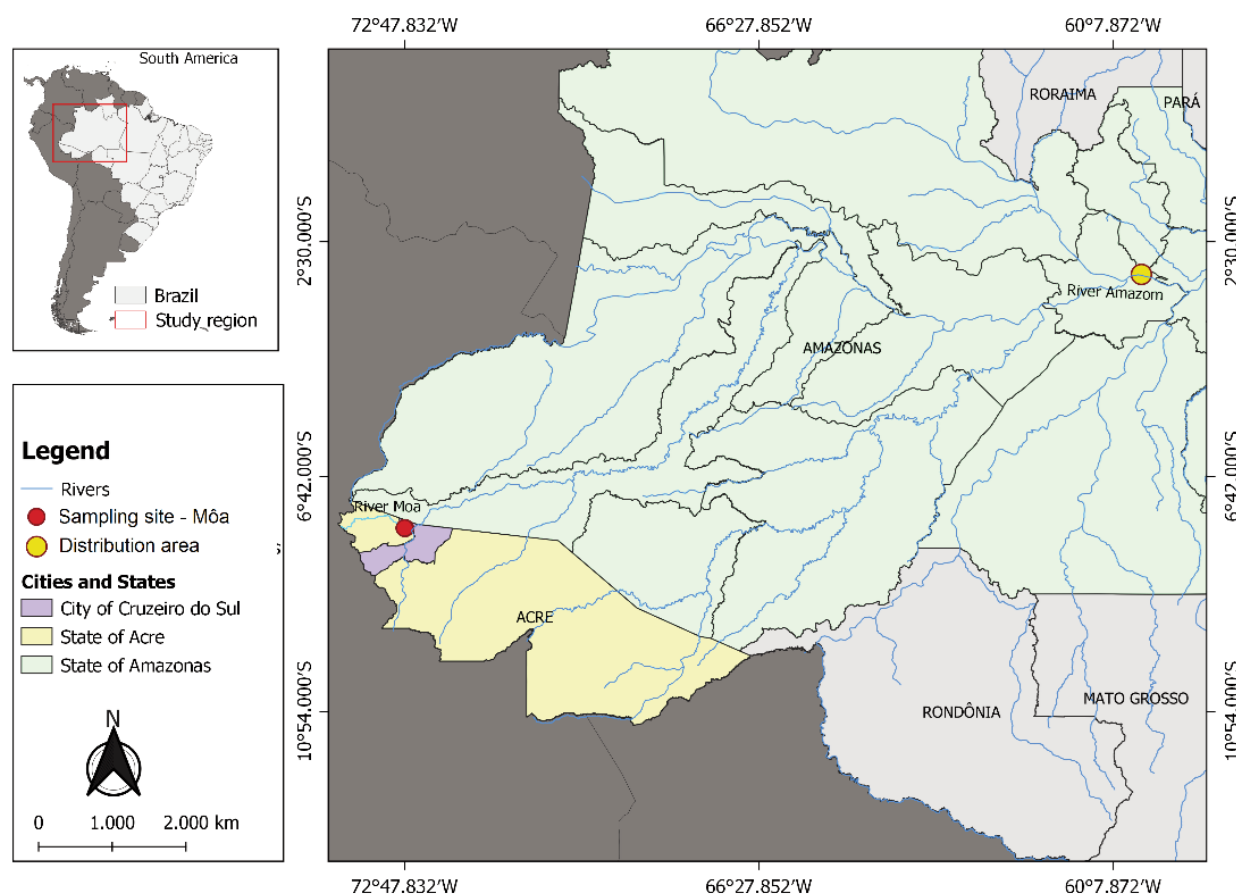 72°47.832′W 66°27.852′W 60°7.872′W
South America
Brazil
Study_region
RORAIMA
PARÁ
2°30.000′S
2°30.000′S
River Amazom
AMAZONAS
6°42.000′S
6°42.000′S
River Moa
ACRE
RONDÔNIA
MATO GROSSO
10°54.000′S
10°54.000′S
Legend
Rivers
Sampling site - Môa
Distribution area
Cities and States
City of Cruzeiro do Sul
State of Acre
State of Amazonas
N
0 1.000 2.000 km
72°47.832′W 66°27.852′W 60°7.872′W